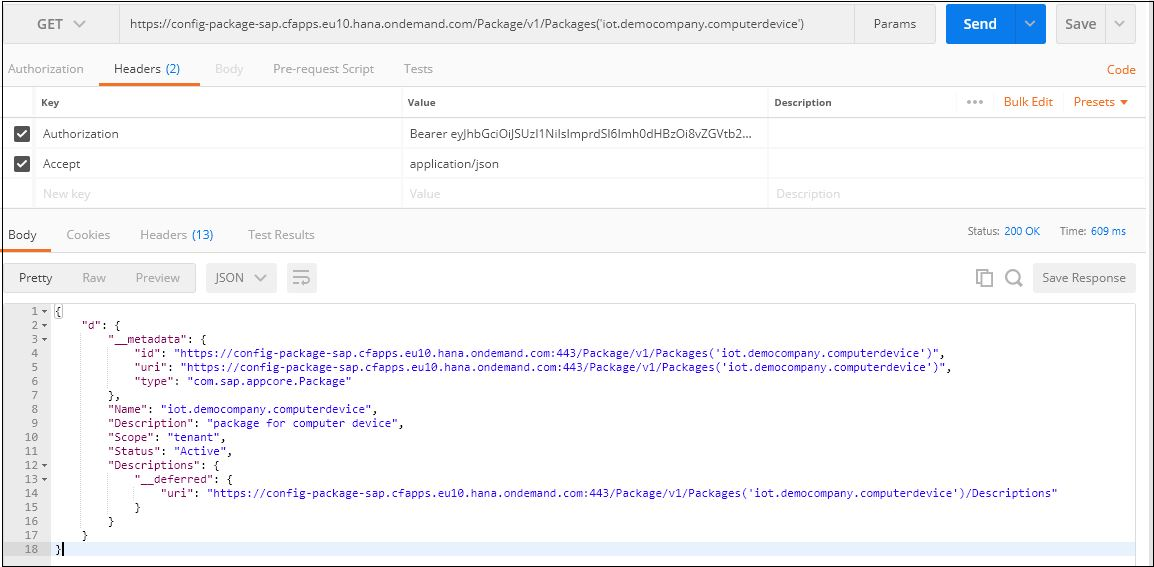 GET https://config-package-sap.cfapps.eu10.hana.ondemand.com/Package/v1/Packages('iot.democompany.computerdevice') Params Send Save
Authorization Headers (2) Body Pre-request Script Tests Code
Key Value Description ••• Bulk Edit Presets
Authorization Bearer eyJhbGciOiJSUzI1NiIsImprdSI6Imh0dHBzOi8vZGVtb2...
Accept application/json
New key Value Description
Body Cookies Headers (13) Test Results Status: 200 OK Time: 609 ms
Pretty Raw Preview JSON Save Response
1 {
2 "d": {
3 "__metadata": {
4 "id": "https://config-package-sap.cfapps.eu10.hana.ondemand.com:443/Package/v1/Packages('iot.democompany.computerdevice')",
5 "uri": "https://config-package-sap.cfapps.eu10.hana.ondemand.com:443/Package/v1/Packages('iot.democompany.computerdevice')",
6 "type": "com.sap.appcore.Package"
7 },
8 "Name": "iot.democompany.computerdevice",
9 "Description": "package for computer device",
10 "Scope": "tenant",
11 "Status": "Active",
12 "Descriptions": {
13 "__deferred": {
14 "uri": "https://config-package-sap.cfapps.eu10.hana.ondemand.com:443/Package/v1/Packages('iot.democompany.computerdevice')/Descriptions"
15 }
16 }
17 }
18 }